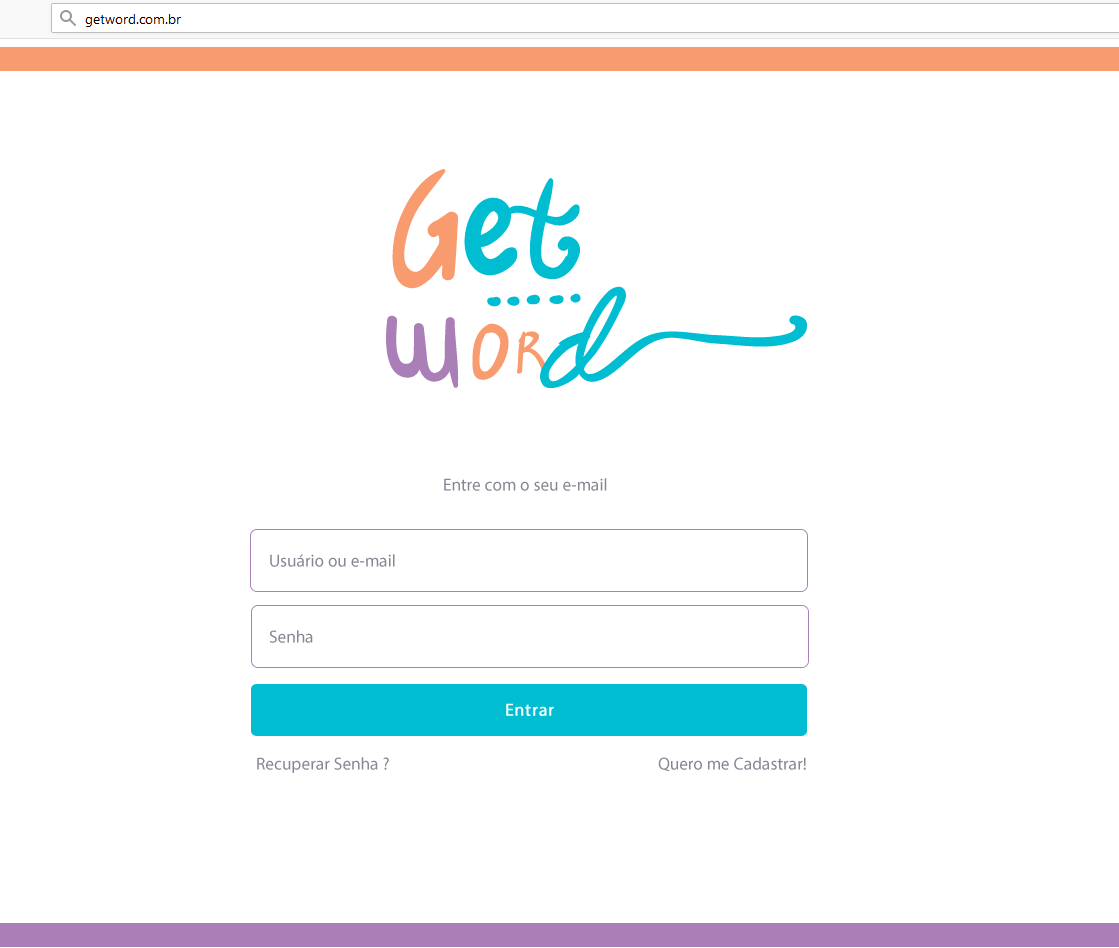 getword.com.br
Get
word
Entre com o seu e-mail
Usuário ou e-mail
Senha
Entrar
Recuperar Senha ? Quero me Cadastrar!